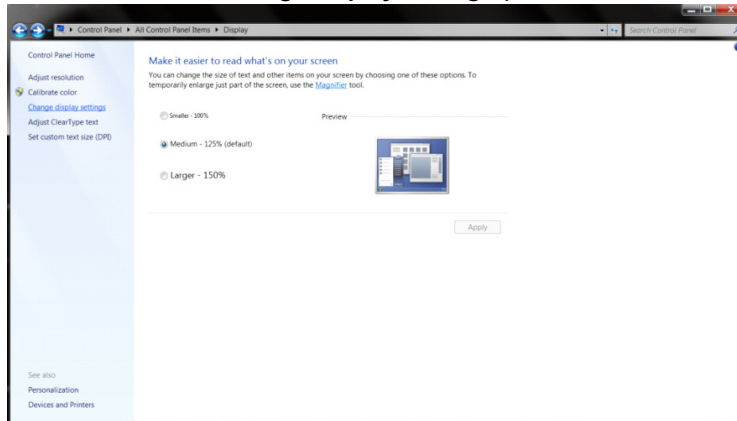 Control Panel ▸ All Control Panel Items ▸ Display
Search Control Panel
Control Panel Home
Adjust resolution
Calibrate color
Change display settings
Adjust ClearType text
Set custom text size (DPI)
Make it easier to read what's on your screen
You can change the size of text and other items on your screen by choosing one of these options. To
temporarily enlarge just part of the screen, use the Magnifier tool.
Smaller - 100%
Preview
Medium - 125% (default)
Larger - 150%
Apply
See also
Personalization
Devices and Printers